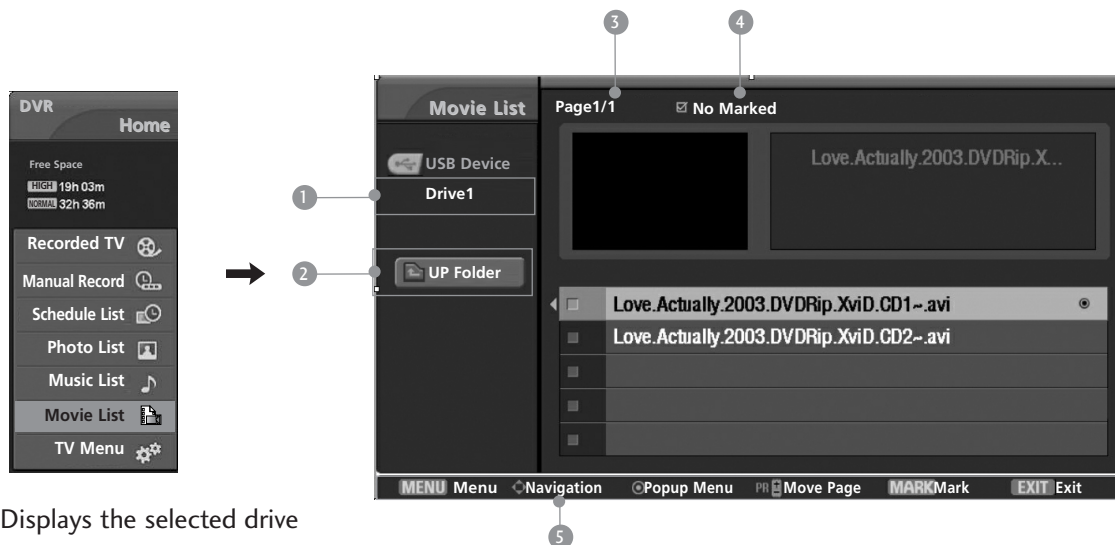 3
4
DVR
Home
Free Space
HIGH 19h 03m
NORMAL 32h 36m
Recorded TV
Manual Record
Schedule List
Photo List
Music List
Movie List
TV Menu
1
2
Movie List
USB Device
Drive1
UP Folder
Page1/1
No Marked
Love.Actually.2003.DVDRip.X...
Love.Actually.2003.DVDRip.XviD.CD1~.avi
Love.Actually.2003.DVDRip.XviD.CD2~.avi
MENU Menu Navigation Popup Menu PR Move Page MARK Mark EXIT Exit
5
Displays the selected drive